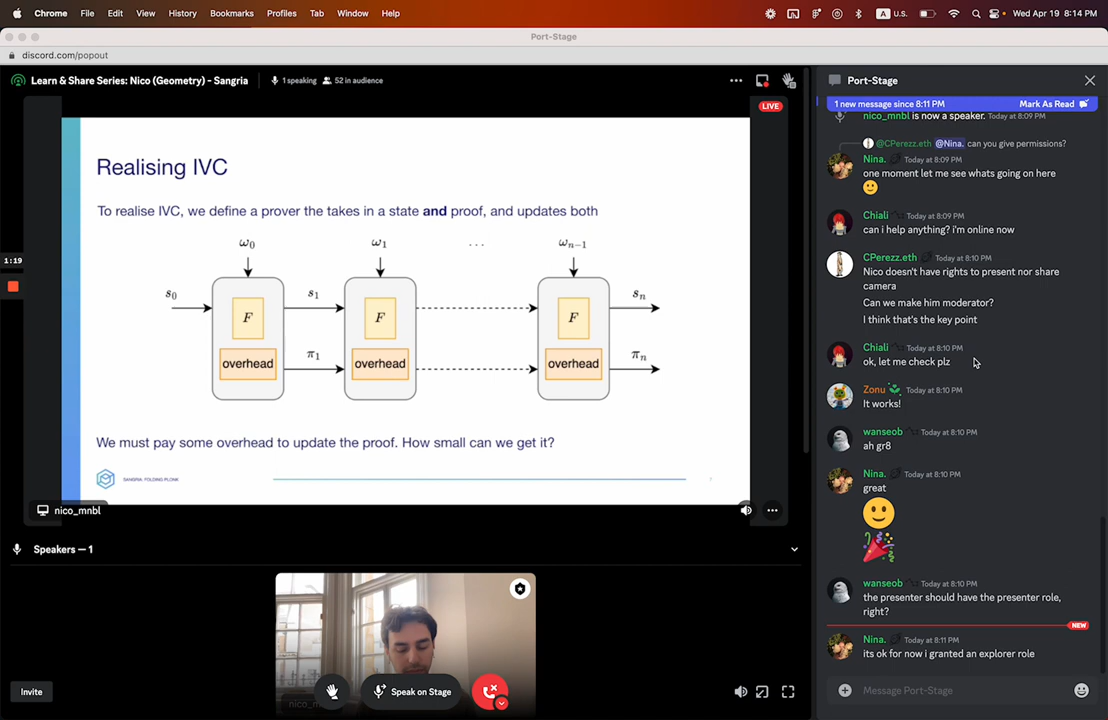 Chrome File Edit View History Bookmarks Profiles Tab Window Help A U.S. Wed Apr 19 8:14 PM
Port-Stage
discord.com/popout
Learn & Share Series: Nico (Geometry) - Sangria 1 speaking 52 in audience
LIVE
Realising IVC
To realise IVC, we define a prover the takes in a state and proof, and updates both
ω0 ω1 ... ωn−1
s0 s1 sn
F F F
overhead overhead overhead
π1 πn
We must pay some overhead to update the proof. How small can we get it?
SANGRIA: FOLDING PLONK
nico_mnbl
1:19
Speakers — 1
Invite
Speak on Stage
Port-Stage
1 new message since 8:11 PM Mark As Read
nico_mnbl is now a speaker. Today at 8:09 PM
@CPerezz.eth @Nina. can you give permissions?
Nina. Today at 8:09 PM
one moment let me see whats going on here
Chiali Today at 8:09 PM
can i help anything? i'm online now
CPerezz.eth Today at 8:10 PM
Nico doesn't have rights to present nor share
camera
Can we make him moderator?
I think that's the key point
Chiali Today at 8:10 PM
ok, let me check plz
Zonu Today at 8:10 PM
It works!
wanseob Today at 8:10 PM
ah gr8
Nina. Today at 8:10 PM
great
wanseob Today at 8:10 PM
the presenter should have the presenter role,
right?
NEW
Nina. Today at 8:11 PM
its ok for now i granted an explorer role
Message Port-Stage